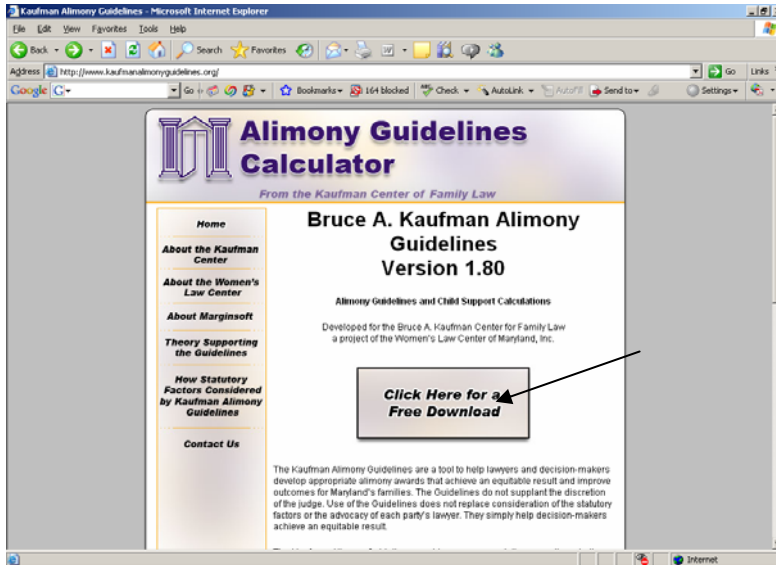 Kaufman Alimony Guidelines - Microsoft Internet Explorer
File Edit View Favorites Tools Help
Back Search Favorites
Address http://www.kaufmanalimonyguidelines.org/ Go Links
Google G Go Bookmarks 164 blocked Check AutoLink AutoFill Send to Settings
Alimony Guidelines
Calculator
From the Kaufman Center of Family Law
Home
About the Kaufman
Center
About the Women's
Law Center
About Marginsoft
Theory Supporting
the Guidelines
How Statutory
Factors Considered
by Kaufman Alimony
Guidelines
Contact Us
Bruce A. Kaufman Alimony
Guidelines
Version 1.80
Alimony Guidelines and Child Support Calculations
Developed for the Bruce A. Kaufman Center for Family Law
a project of the Women's Law Center of Maryland, Inc.
Click Here for a
Free Download
The Kaufman Alimony Guidelines are a tool to help lawyers and decision-makers
develop appropriate alimony awards that achieve an equitable result and improve
outcomes for Maryland's families. The Guidelines do not supplant the discretion
of the judge. Use of the Guidelines does not replace consideration of the statutory
factors or the advocacy of each party's lawyer. They simply help decision-makers
achieve an equitable result.
Internet